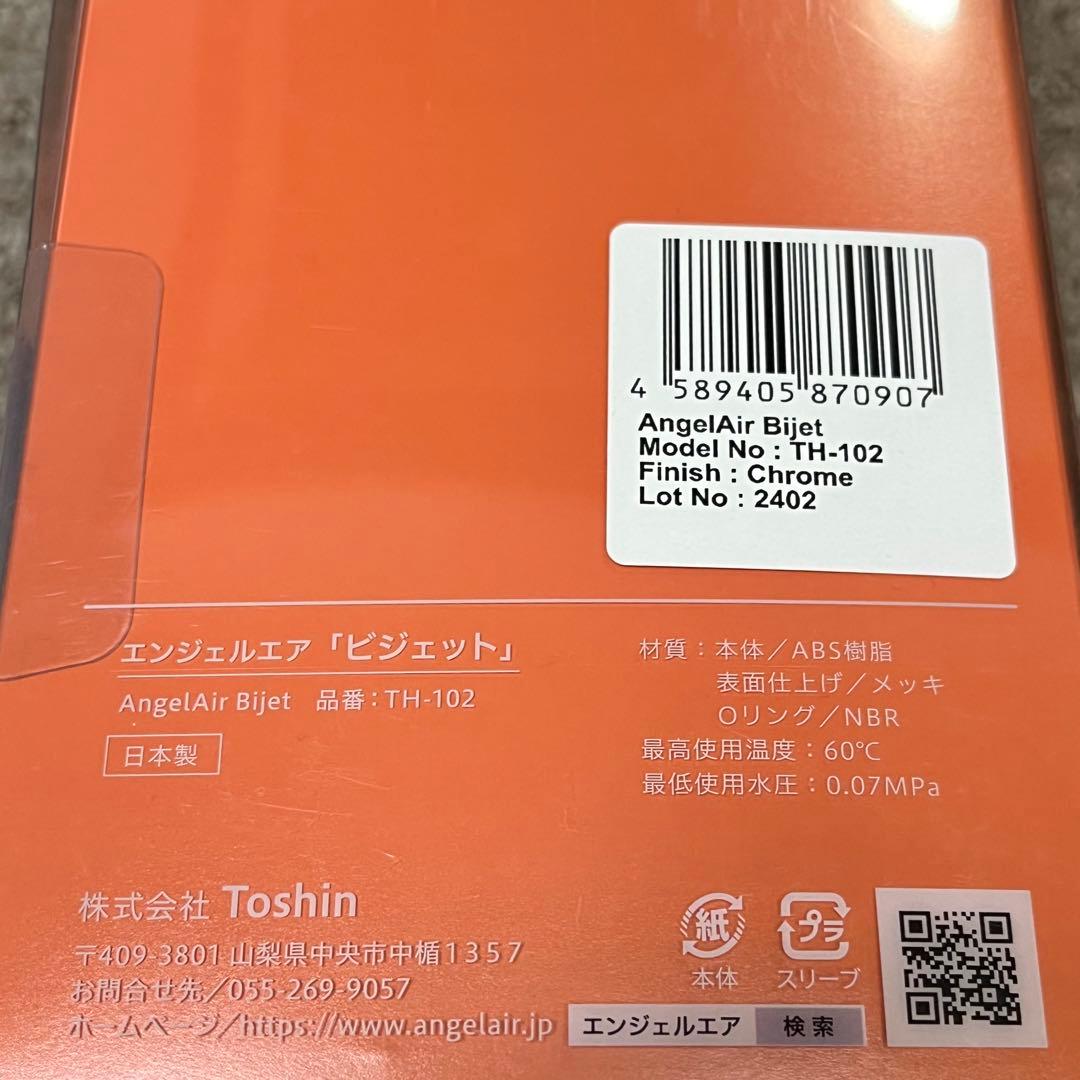 4 589405 870907
AngelAir Bijet
Model No : TH-102
Finish : Chrome
Lot No : 2402
エンジェルエア「ビジェット」
AngelAir Bijet 品番：TH-102
日本製
材質：本体／ABS樹脂
表面仕上げ／メッキ
Oリング／NBR
最高使用温度：60℃
最低使用水圧：0.07MPa
株式会社 Toshin
〒409-3801 山梨県中央市中楯1357
お問合せ先／055-269-9057
ホームページ／https://www.angelair.jp
エンジェルエア 検索
紙
本体
プラ
スリーブ